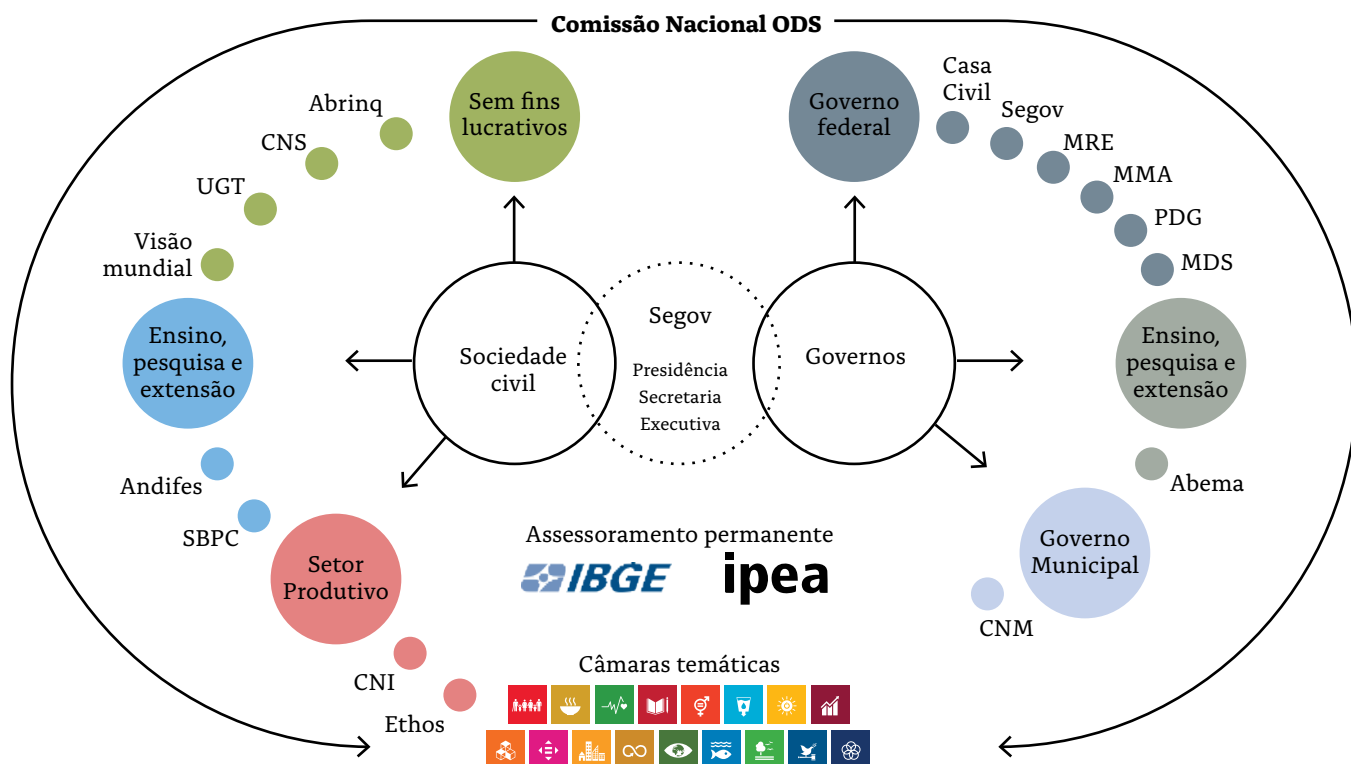 Comissão Nacional ODS
Sem fins
lucrativos
Abrinq
CNS
UGT
Visão
mundial
Ensino,
pesquisa e
extensão
Andifes
SBPC
Setor
Produtivo
CNI
Ethos
Sociedade
civil
Segov
Presidência
Secretaria
Executiva
Governos
Governo
federal
Casa
Civil
Segov
MRE
MMA
PDG
MDS
Ensino,
pesquisa e
extensão
Abema
Governo
Municipal
CNM
Assessoramento permanente
IBGE
ipea
Câmaras temáticas